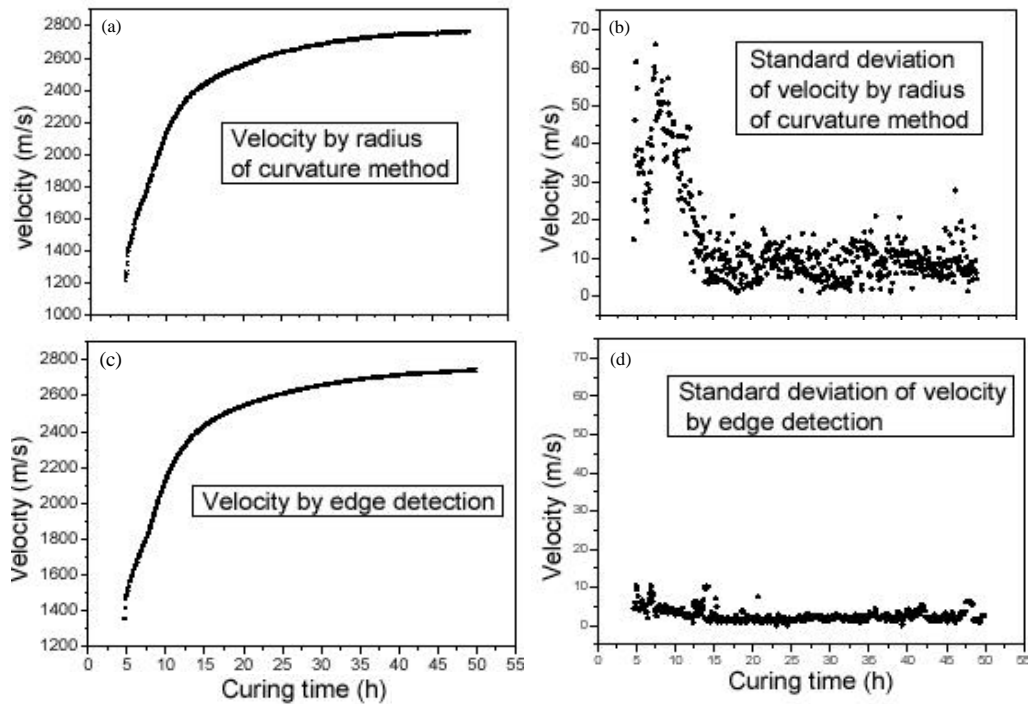 (a)
2800
2600
2400
2200
2000
1800
1600
1400
1200
1000
velocity (m/s)
Velocity by radius
of curvature method
(b)
70
60
50
40
30
20
10
0
Velocity (m/s)
Standard deviation
of velocity by radius
of curvature method
(c)
2800
2600
2400
2200
2000
1800
1600
1400
1200
Velocity (m/s)
Velocity by edge detection
0 5 10 15 20 25 30 35 40 45 50 55
Curing time (h)
(d)
70
60
50
40
30
20
10
0
Velocity (m/s)
Standard deviation of velocity
by edge detection
0 5 10 15 20 25 30 35 40 45 50 55
Curing time (h)